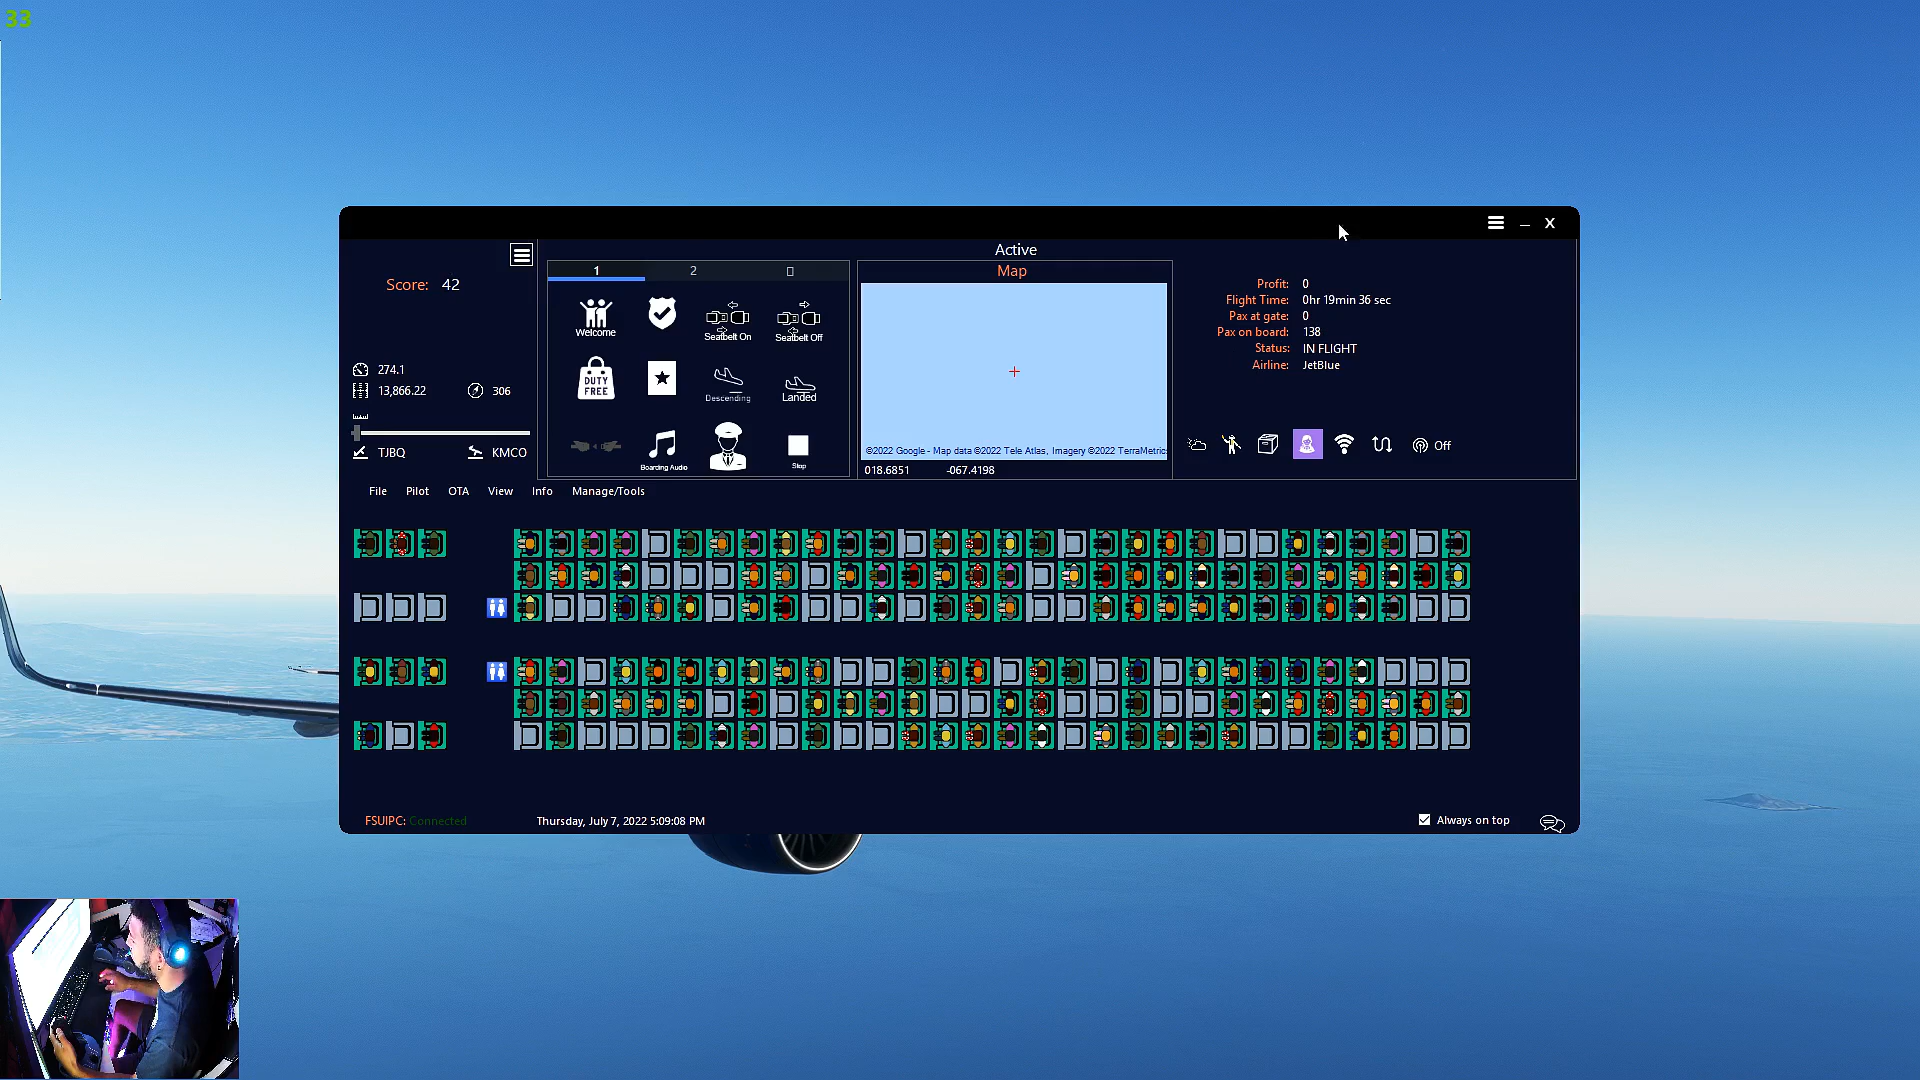 33
Active
Score: 42
1 2
Map
Welcome
Seatbelt On
Seatbelt Off
DUTY FREE
Descending
Landed
Boarding Audio
Stop
274.1
13,866.22 306
TJBQ KMCO
©2022 Google - Map data ©2022 Tele Atlas, Imagery ©2022 TerraMetric
018.6851 -067.4198
Profit: 0
Flight Time: 0hr 19min 36 sec
Pax at gate: 0
Pax on board: 138
Status: IN FLIGHT
Airline: JetBlue
Off
File Pilot OTA View Info Manage/Tools
FSUIPC: Connected
Thursday, July 7, 2022 5:09:08 PM
Always on top